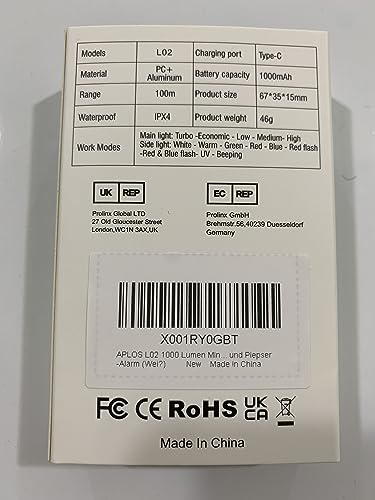 Models L02 Charging port Type-C
Material PC+ Aluminum Battery capacity 1000mAh
Range 100m Product size 67*35*15mm
Waterproof IPX4 Product weight 46g
Work Modes Main light: Turbo -Economic - Low - Medium- High
Side light: White - Warm - Green - Red - Blue - Red flash
-Red & Blue flash- UV - Beeping
UK REP
Prolinx Global LTD
27 Old Gloucester Street
London,WC1N 3AX,UK
EC REP
Prolinx GmbH
Brehmstr.56,40239 Duesseldorf
Germany
X001RY0GBT
APLOS L02 1000 Lumen Min ... und Piepser
-Alarm (Wei?) New Made in China
FC CE RoHS UK CA
Made In China